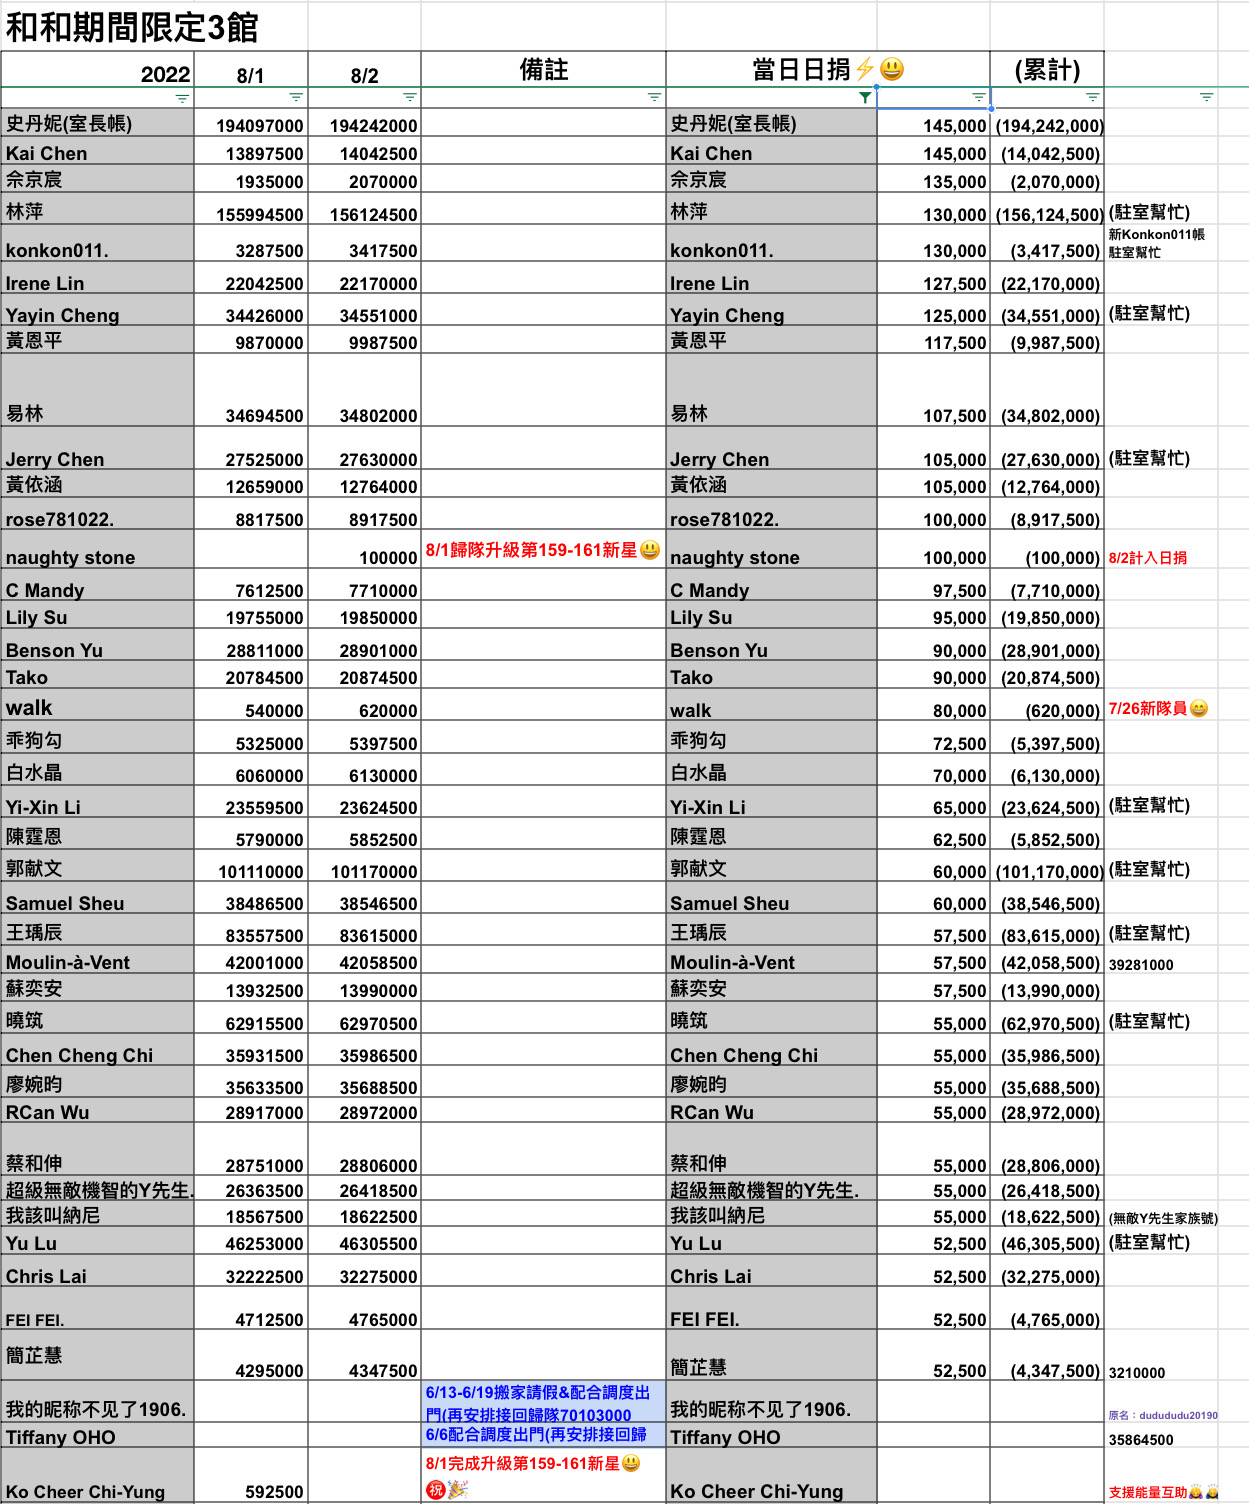 和和期間限定3館
2022 8/1 8/2 備註 當日日捐⚡😃 (累計)
史丹妮(室長帳) 194097000 194242000 史丹妮(室長帳) 145,000 (194,242,000)
Kai Chen 13897500 14042500 Kai Chen 145,000 (14,042,500)
佘京宸 1935000 2070000 佘京宸 135,000 (2,070,000)
林萍 155994500 156124500 林萍 130,000 (156,124,500) (駐室幫忙)
konkon011. 3287500 3417500 konkon011. 130,000 (3,417,500) 新Konkon011帳
駐室幫忙
Irene Lin 22042500 22170000 Irene Lin 127,500 (22,170,000)
Yayin Cheng 34426000 34551000 Yayin Cheng 125,000 (34,551,000) (駐室幫忙)
黃恩平 9870000 9987500 黃恩平 117,500 (9,987,500)
易林 34694500 34802000 易林 107,500 (34,802,000)
Jerry Chen 27525000 27630000 Jerry Chen 105,000 (27,630,000) (駐室幫忙)
黃依涵 12659000 12764000 黃依涵 105,000 (12,764,000)
rose781022. 8817500 8917500 rose781022. 100,000 (8,917,500)
naughty stone 100000 8/1歸隊升級第159-161新星😃 naughty stone 100,000 (100,000) 8/2計入日捐
C Mandy 7612500 7710000 C Mandy 97,500 (7,710,000)
Lily Su 19755000 19850000 Lily Su 95,000 (19,850,000)
Benson Yu 28811000 28901000 Benson Yu 90,000 (28,901,000)
Tako 20784500 20874500 Tako 90,000 (20,874,500)
walk 540000 620000 walk 80,000 (620,000) 7/26新隊員😄
乖狗勾 5325000 5397500 乖狗勾 72,500 (5,397,500)
白水晶 6060000 6130000 白水晶 70,000 (6,130,000)
Yi-Xin Li 23559500 23624500 Yi-Xin Li 65,000 (23,624,500) (駐室幫忙)
陳霆恩 5790000 5852500 陳霆恩 62,500 (5,852,500)
郭献文 101110000 101170000 郭献文 60,000 (101,170,000) (駐室幫忙)
Samuel Sheu 38486500 38546500 Samuel Sheu 60,000 (38,546,500)
王瑀辰 83557500 83615000 王瑀辰 57,500 (83,615,000) (駐室幫忙)
Moulin-à-Vent 42001000 42058500 Moulin-à-Vent 57,500 (42,058,500) 39281000
蘇奕安 13932500 13990000 蘇奕安 57,500 (13,990,000)
曉筑 62915500 62970500 曉筑 55,000 (62,970,500) (駐室幫忙)
Chen Cheng Chi 35931500 35986500 Chen Cheng Chi 55,000 (35,986,500)
廖婉昀 35633500 35688500 廖婉昀 55,000 (35,688,500)
RCan Wu 28917000 28972000 RCan Wu 55,000 (28,972,000)
蔡和伸 28751000 28806000 蔡和伸 55,000 (28,806,000)
超級無敵機智的Y先生. 26363500 26418500 超級無敵機智的Y先生. 55,000 (26,418,500)
我該叫納尼 18567500 18622500 我該叫納尼 55,000 (18,622,500) (無敵Y先生家族號)
Yu Lu 46253000 46305500 Yu Lu 52,500 (46,305,500) (駐室幫忙)
Chris Lai 32222500 32275000 Chris Lai 52,500 (32,275,000)
FEI FEI. 4712500 4765000 FEI FEI. 52,500 (4,765,000)
簡芷慧 4295000 4347500 簡芷慧 52,500 (4,347,500) 3210000
6/13-6/19搬家請假&配合調度出
我的昵称不见了1906. 門(再安排接回歸隊70103000 我的昵称不见了1906. 原名：dudududu20190
Tiffany OHO 6/6配合調度出門(再安排接回歸 Tiffany OHO 35864500
8/1完成升級第159-161新星😃
Ko Cheer Chi-Yung 592500 ㊗️🎉 Ko Cheer Chi-Yung 支援能量互助